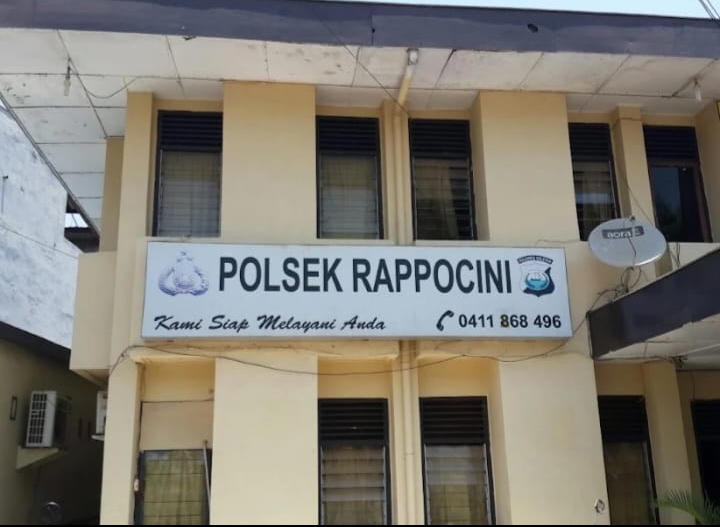 POLSEK RAPPOCINI
Kami Siap Melayani Anda
0411 868 496
aora